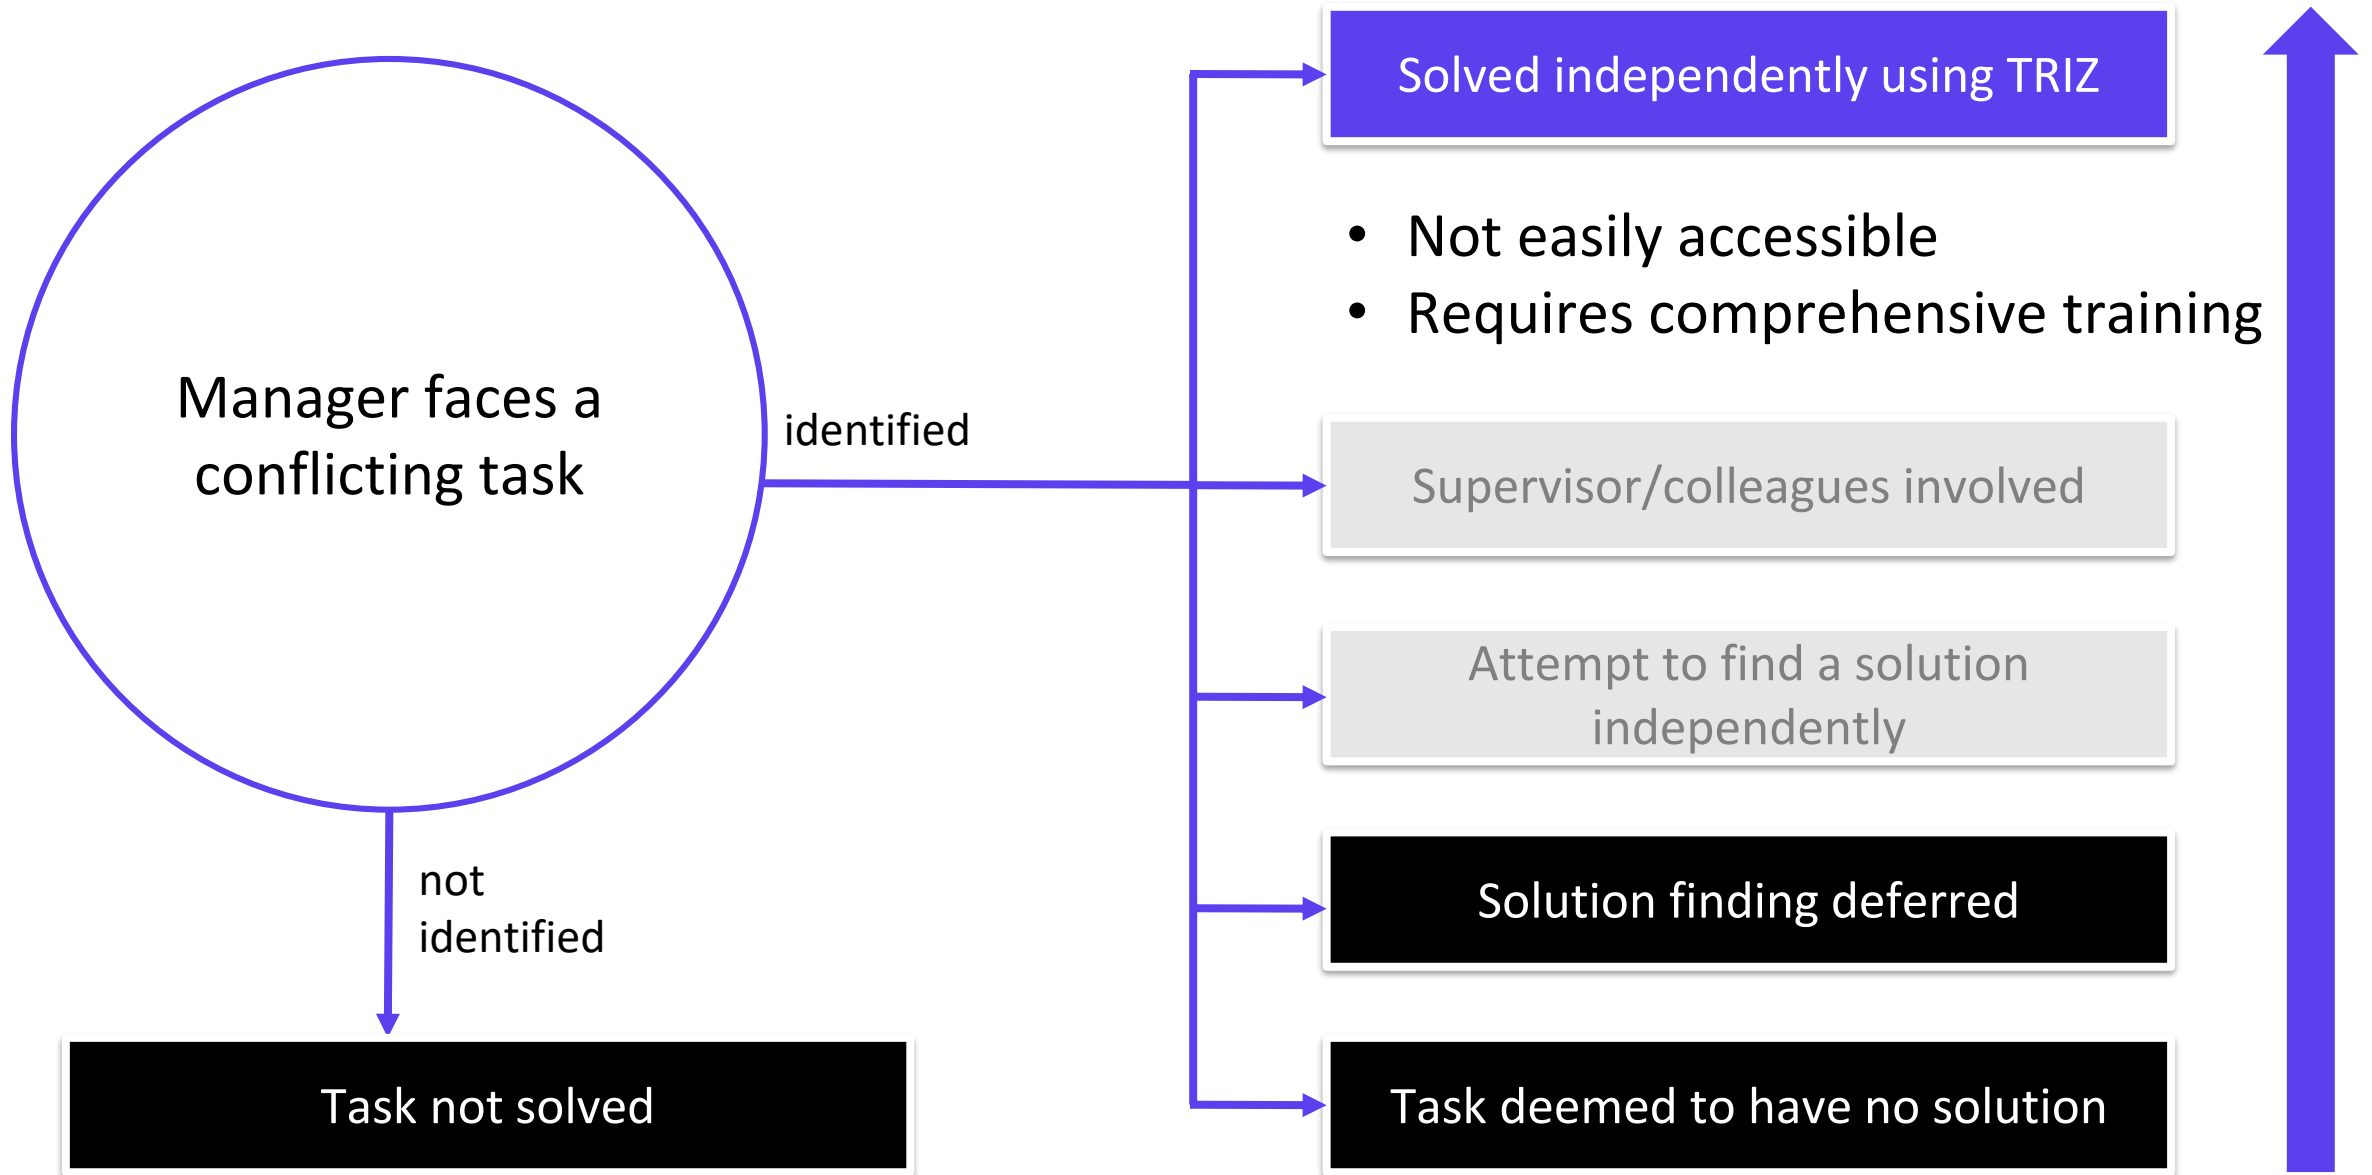 Manager faces a
conflicting task
identified
not
identified
Task not solved
Solved independently using TRIZ
• Not easily accessible
• Requires comprehensive training
Supervisor/colleagues involved
Attempt to find a solution
independently
Solution finding deferred
Task deemed to have no solution